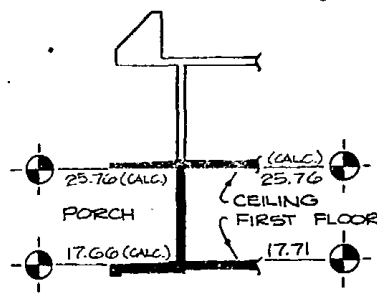 (CALC.)
25.76 (CALC.)
25.76
CEILING
PORCH
FIRST FLOOR
17.66 (CALC.)
17.71